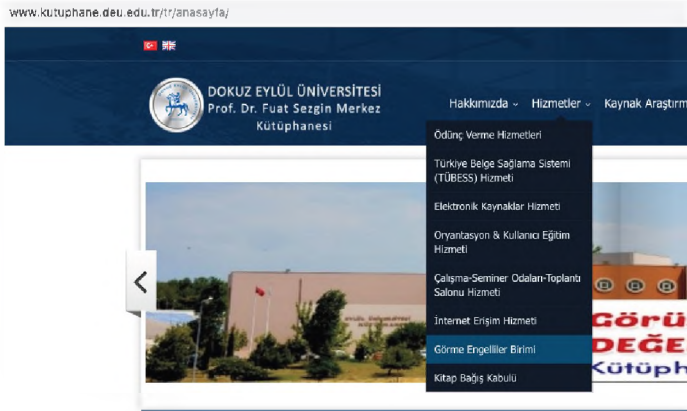 www.kutuphane.deu.edu.tr/tr/anasayfa/
DOKUZ EYLÜL ÜNİVERSİTESİ
Prof. Dr. Fuat Sezgin Merkez
Kütüphanesi
Hakkımızda Hizmetler Kaynak Araştırm
Ödünç Verme Hizmetleri
Türkiye Belge Sağlama Sistemi
(TÜBESS) Hizmeti
Elektronik Kaynaklar Hizmeti
Oryantasyon & Kullanıcı Eğitim
Hizmeti
Çalışma-Seminer Odaları-Toplantı
Salonu Hizmeti
İnternet Erişim Hizmeti
Görme Engelliler Birimi
Kitap Bağış Kabulü
Görü
DEĞE
Kütüph